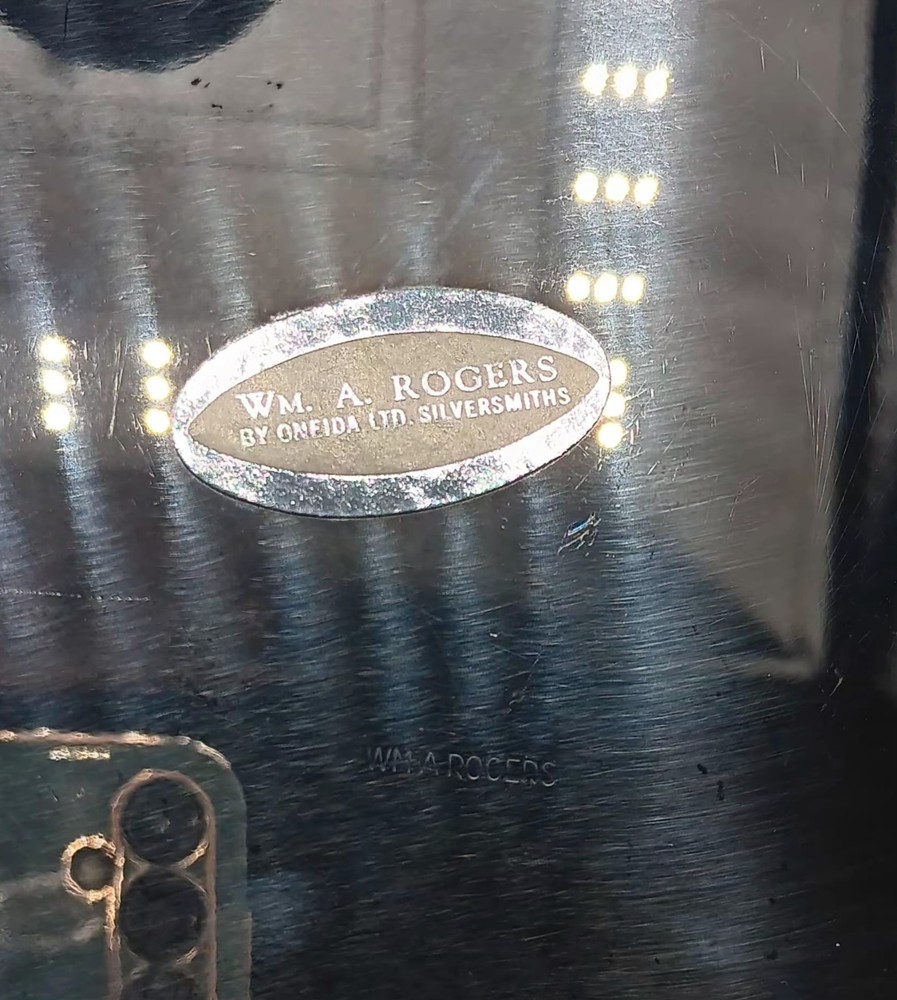 WM. A. ROGERS
BY ONEIDA LTD. SILVERSMITHS
WM A ROGERS